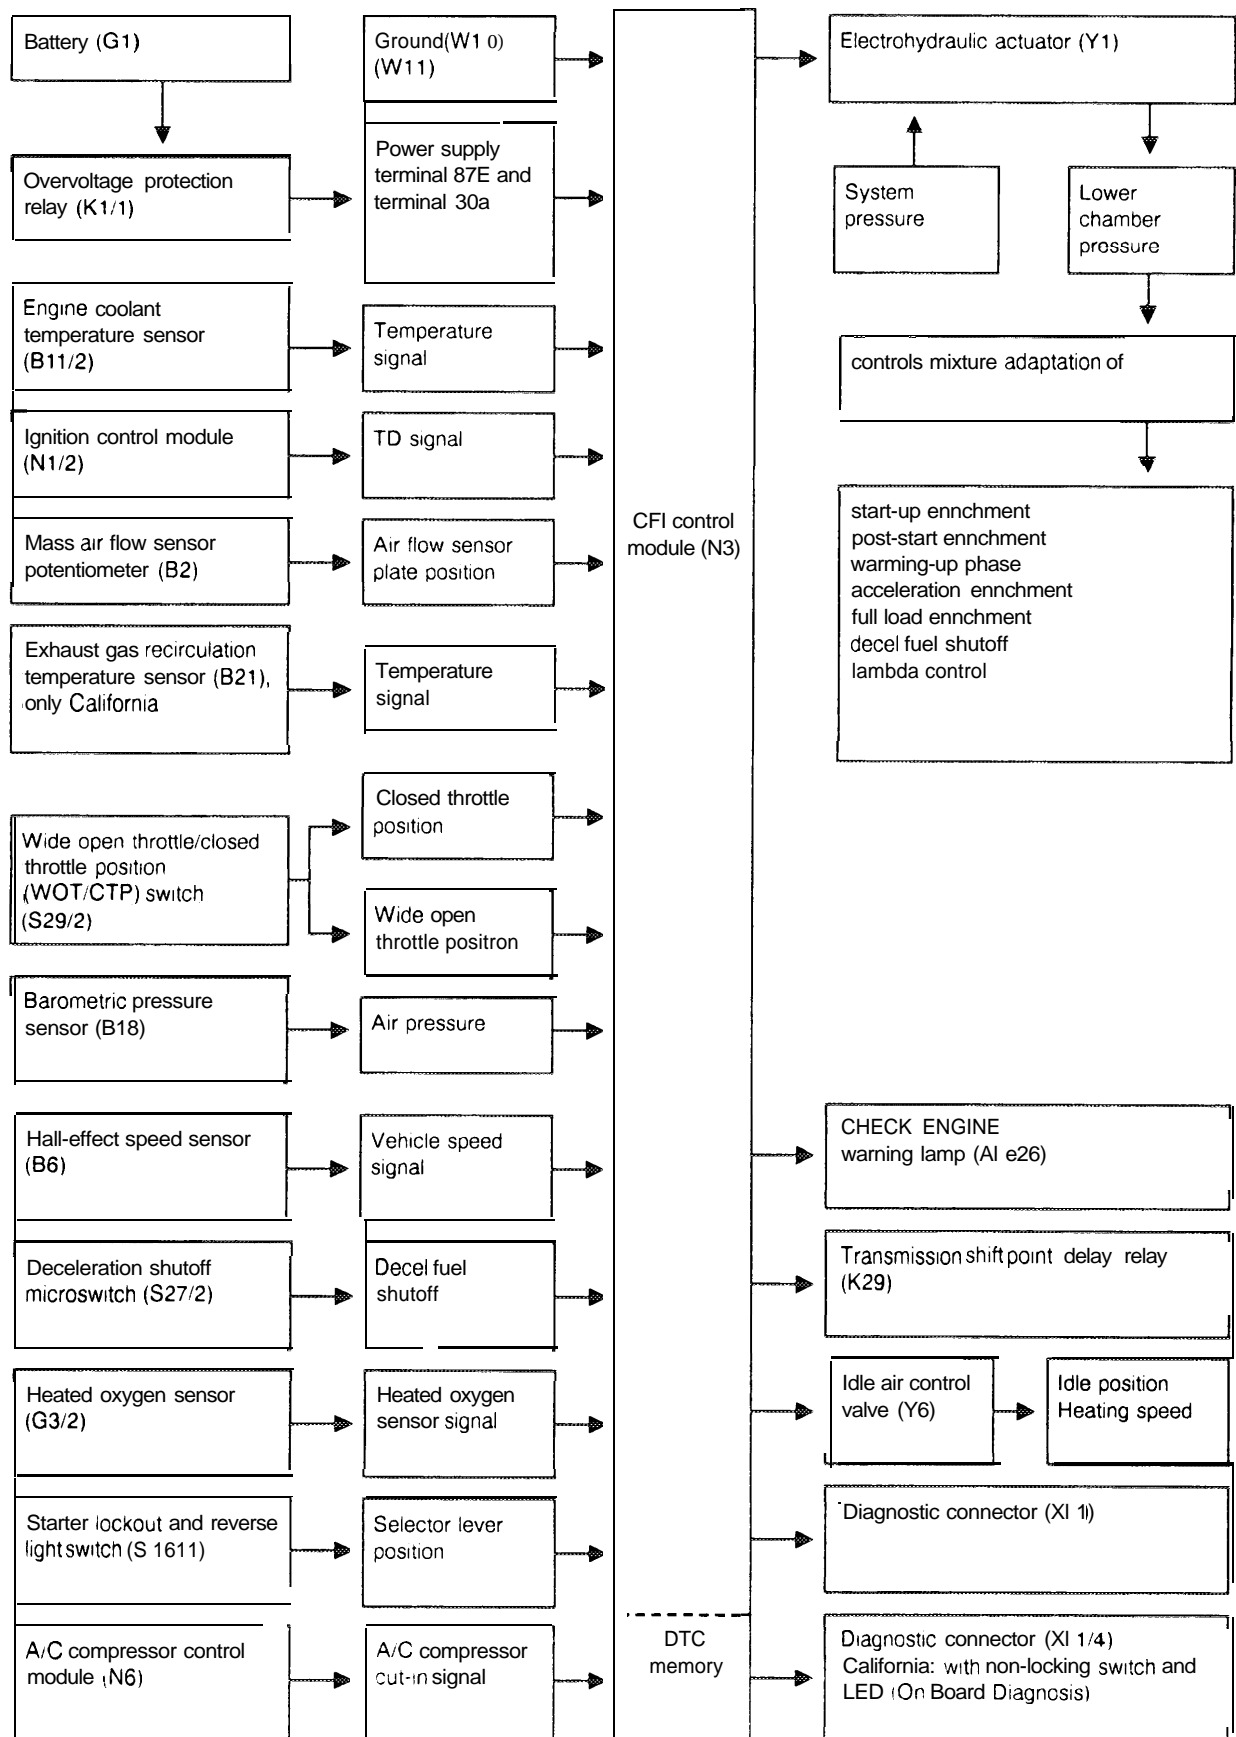 Battery (G1)
Ground(W1 0)
(W11)
Overvoltage protection
relay (K1/1)
Power supply
terminal 87E and
terminal 30a
Engine coolant
temperature sensor
(B11/2)
Temperature
signal
Ignition control module
(N1/2)
TD signal
Mass air flow sensor
potentiometer (B2)
Air flow sensor
plate position
Exhaust gas recirculation
temperature sensor (B21),
only California
Temperature
signal
Wide open throttle/closed
throttle position
(WOT/CTP) switch
(S29/2)
Closed throttle
position
Wide open
throttle positron
Barometric pressure
sensor (B18)
Air pressure
Hall-effect speed sensor
(B6)
Vehicle speed
signal
Deceleration shutoff
microswitch (S27/2)
Decel fuel
shutoff
Heated oxygen sensor
(G3/2)
Heated oxygen
sensor signal
Starter lockout and reverse
light switch (S 1611)
Selector lever
position
A/C compressor control
module (N6)
A/C compressor
cut-in signal
CFI control
module (N3)
DTC
memory
Electrohydraulic actuator (Y1)
System
pressure
Lower
chamber
pressure
controls mixture adaptation of
start-up ennchment
post-start ennchment
warming-up phase
acceleration ennchment
full load ennchment
decel fuel shutoff
lambda control
CHECK ENGINE
warning lamp (AI e26)
Transmission shift point delay relay
(K29)
Idle air control
valve (Y6)
Idle position
Heating speed
Diagnostic connector (XI 1)
Diagnostic connector (XI 1/4)
California: with non-locking switch and
LED (On Board Diagnosis)